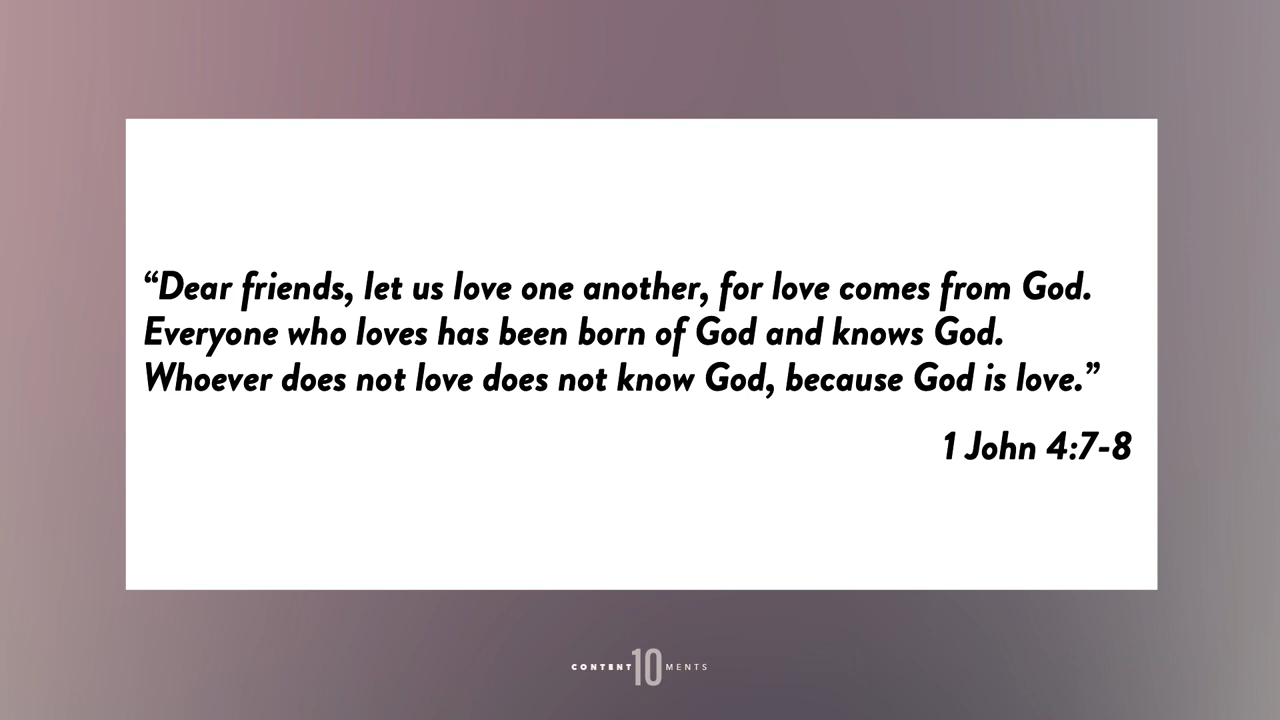 “Dear friends, let us love one another, for love comes from God.
Everyone who loves has been born of God and knows God.
Whoever does not love does not know God, because God is love.”
1 John 4:7-8
CONTENT10MENTS